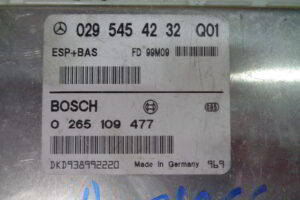 029 545 42 32 Q01
ESP+BAS FD 99M09
BOSCH
0 265 109 477
DKD938992220 Made in Germany 969